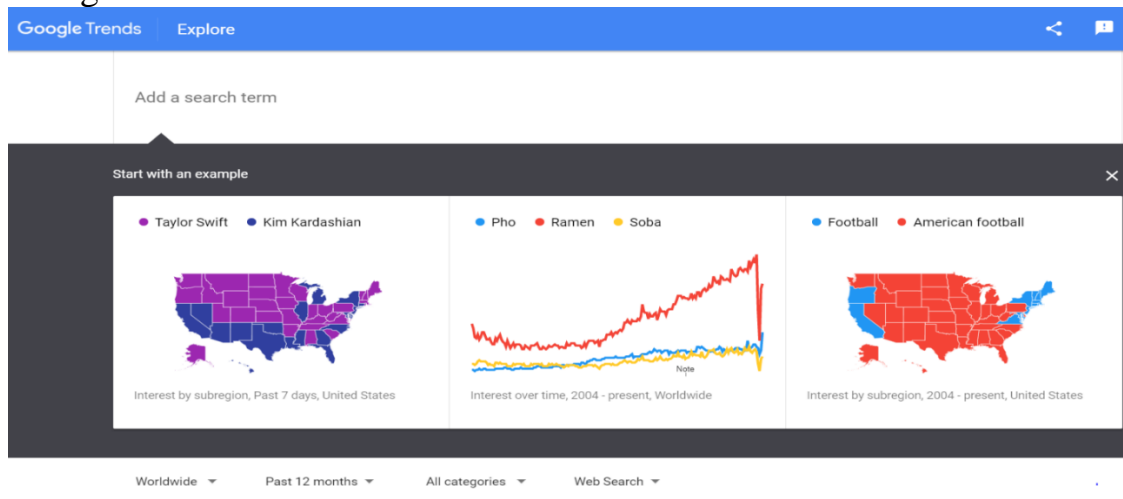 Google Trends Explore
Add a search term
Start with an example
Taylor Swift Kim Kardashian
Interest by subregion, Past 7 days, United States
Pho Ramen Soba
Note
Interest over time, 2004 - present, Worldwide
Football American football
Interest by subregion, 2004 - present, United States
Worldwide Past 12 months All categories Web Search